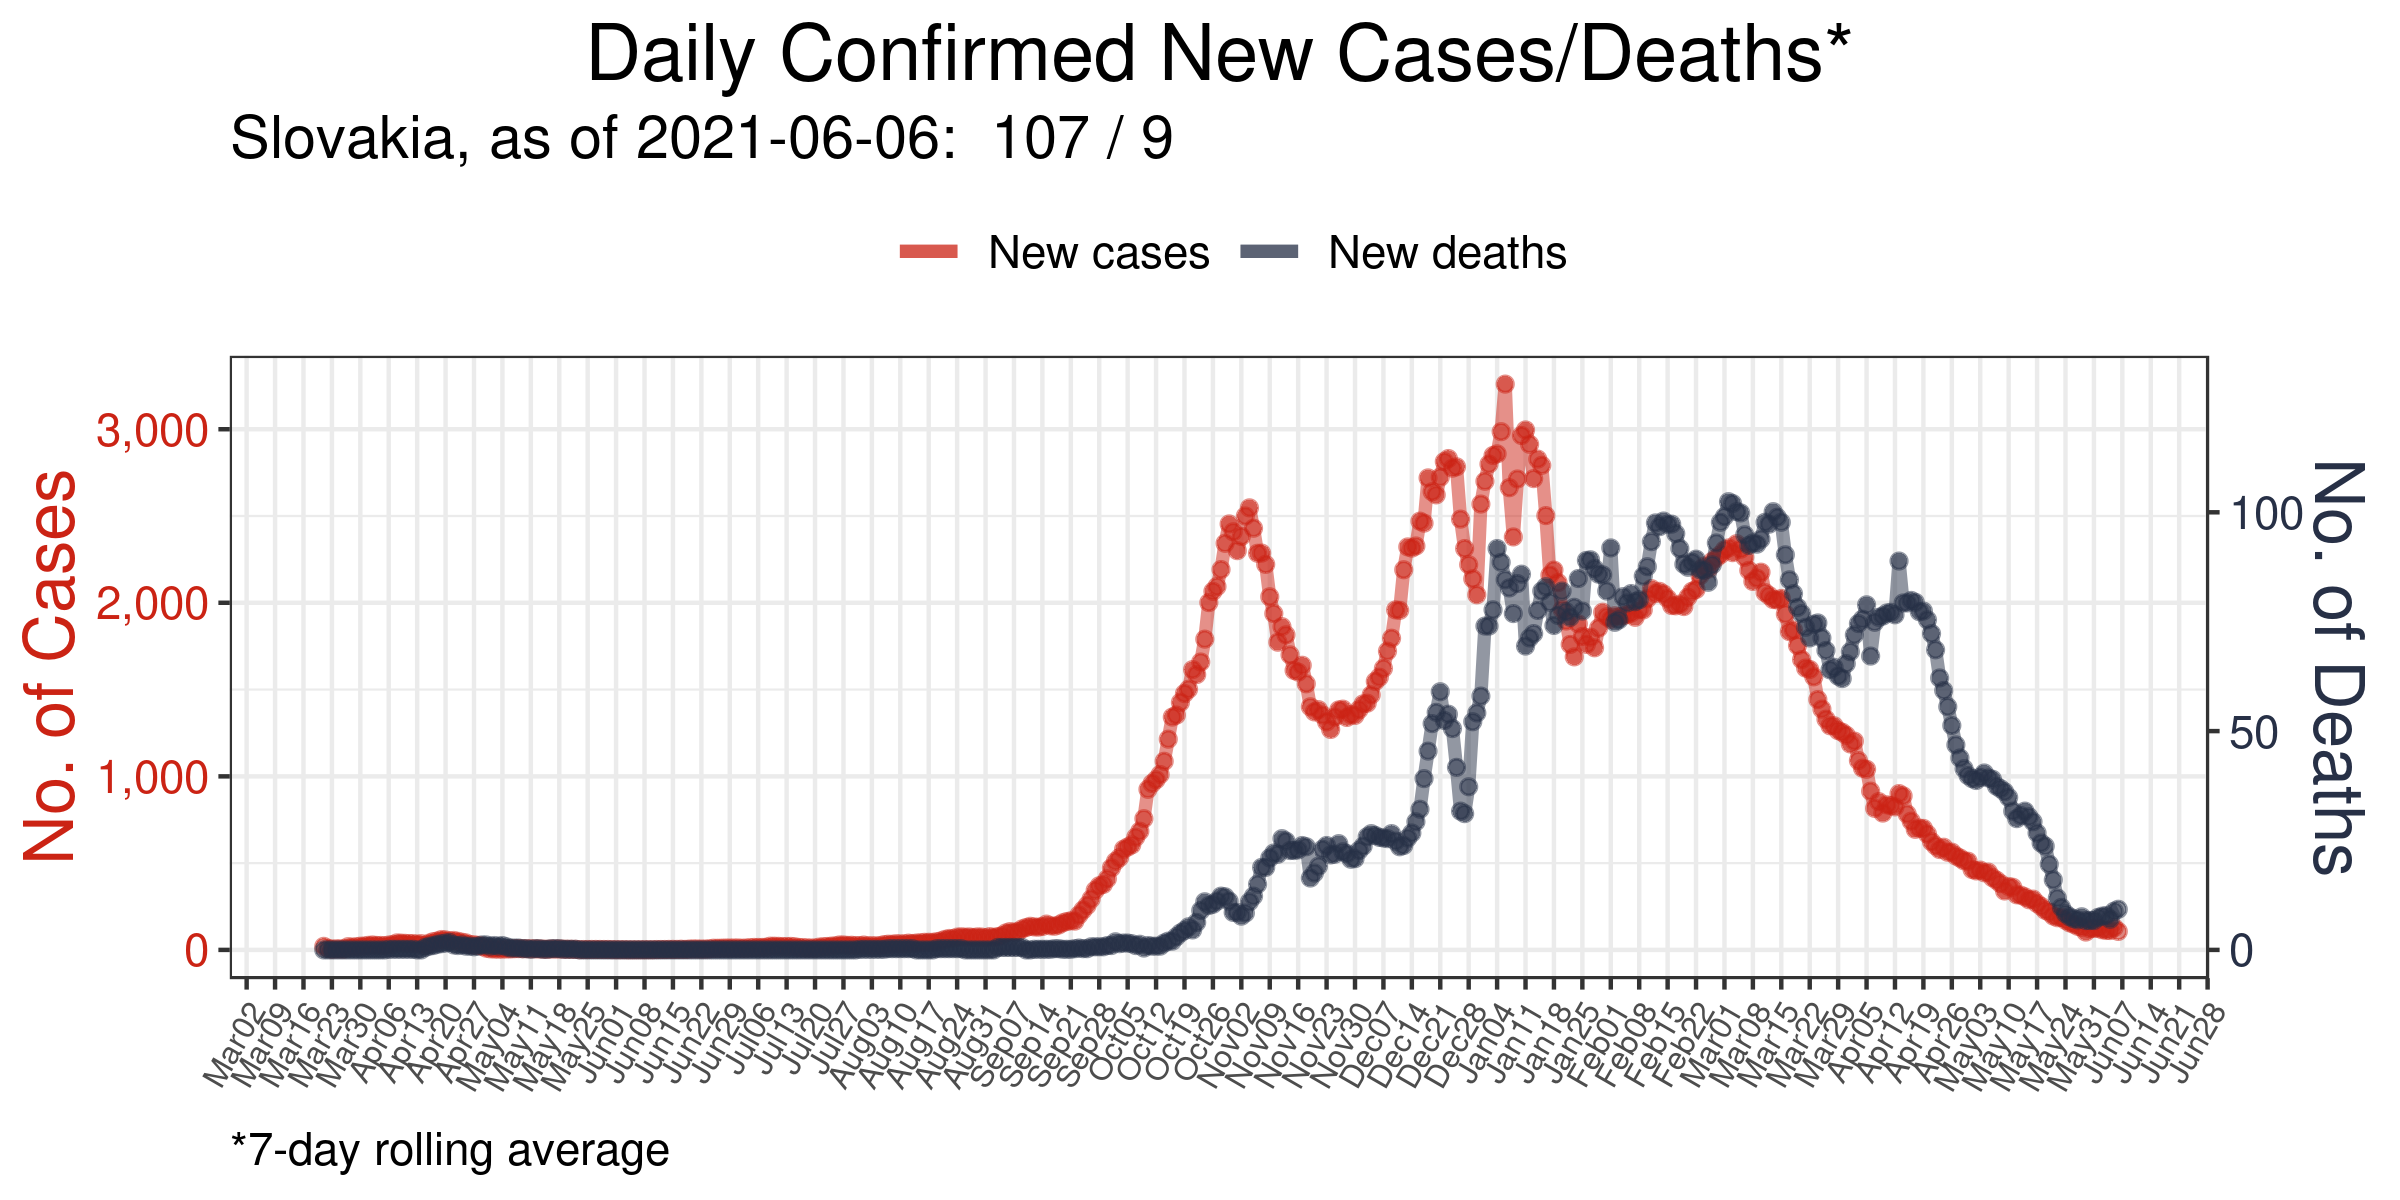 Daily Confirmed New Cases/Deaths*
Slovakia, as of 2021-06-06:  107 / 9
New cases New deaths
No. of Cases
3,000
2,000
1,000
0
No. of Deaths
100
50
0
Mar02 Mar09 Mar16 Mar23 Mar30 Apr06 Apr13 Apr20 Apr27 May04 May11 May18 May25 Jun01 Jun08 Jun15 Jun22 Jun29 Jul06 Jul13 Jul20 Jul27 Aug03 Aug10 Aug17 Aug24 Aug31 Sep07 Sep14 Sep21 Sep28 Oct05 Oct12 Oct19 Oct26 Nov02 Nov09 Nov16 Nov23 Nov30 Dec07 Dec14 Dec21 Dec28 Jan04 Jan11 Jan18 Jan25 Feb01 Feb08 Feb15 Feb22 Mar01 Mar08 Mar15 Mar22 Mar29 Apr05 Apr12 Apr19 Apr26 May03 May10 May17 May24 May31 Jun07 Jun14 Jun21 Jun28
*7-day rolling average